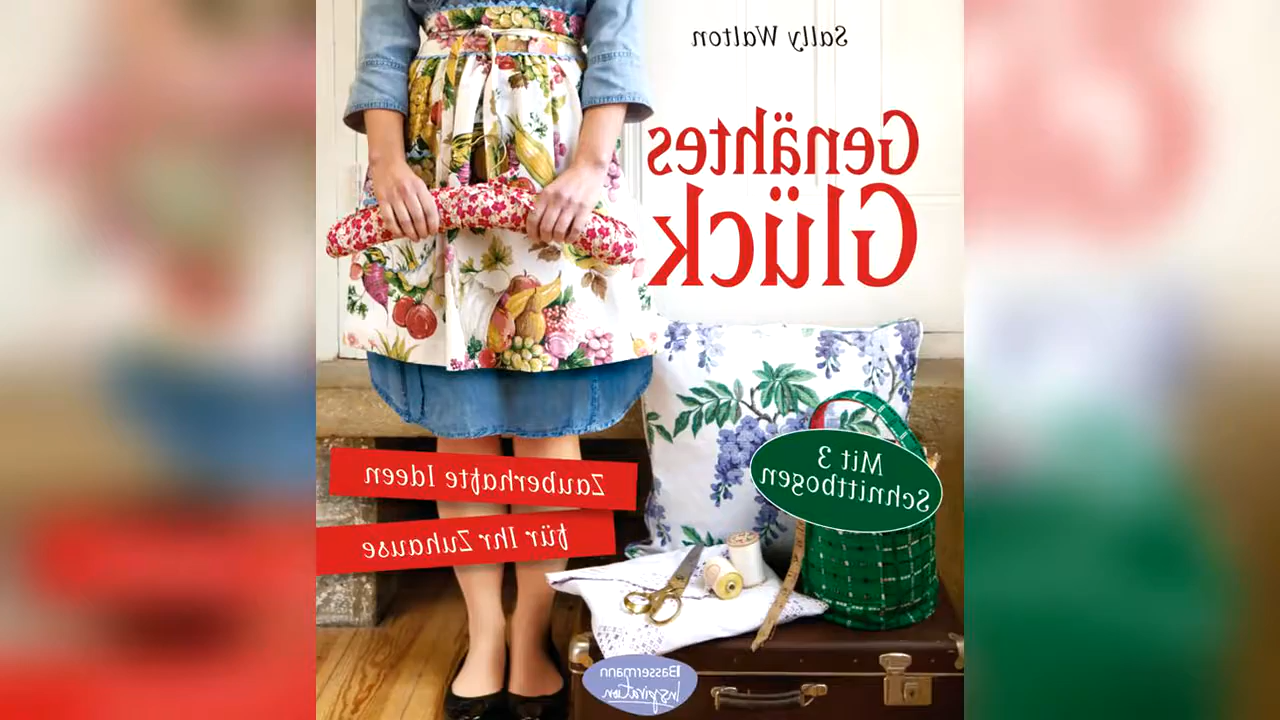 Sally Walton
Genähtes
Glück
Mit 3
Schnittbogen
Zauberhafte Ideen
für Ihr Zuhause
Bassermann
Inspiration